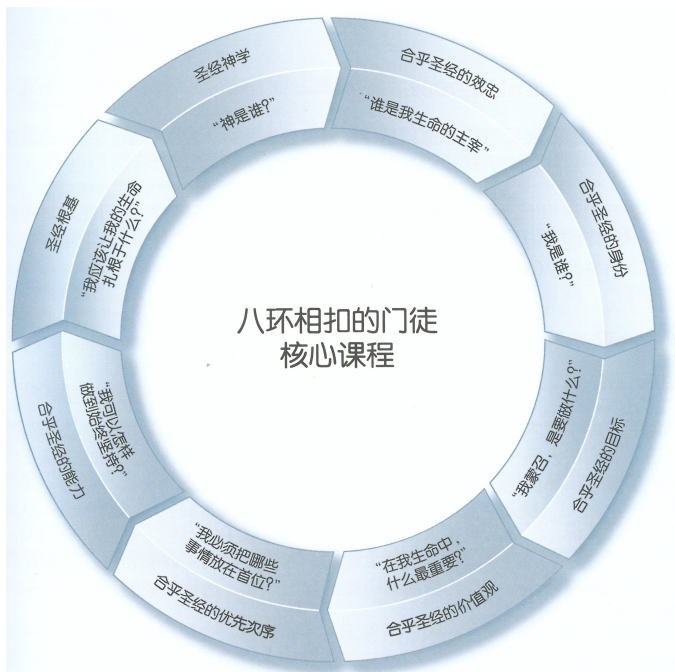 圣经神学
“神是谁？”
合乎圣经的效忠
“谁是我生命的主宰”
合乎圣经的身份
“我是谁？”
合乎圣经的目标
“我蒙召，是要做什么？”
合乎圣经的价值观
“在我生命中，
什么最重要？”
合乎圣经的优先次序
“我必须把哪些
事情放在首位？”
合乎圣经的能力
“我可以怎样
做到始终坚持？”
圣经根基
“我应该让我的生命
扎根于什么？”
八环相扣的门徒
核心课程